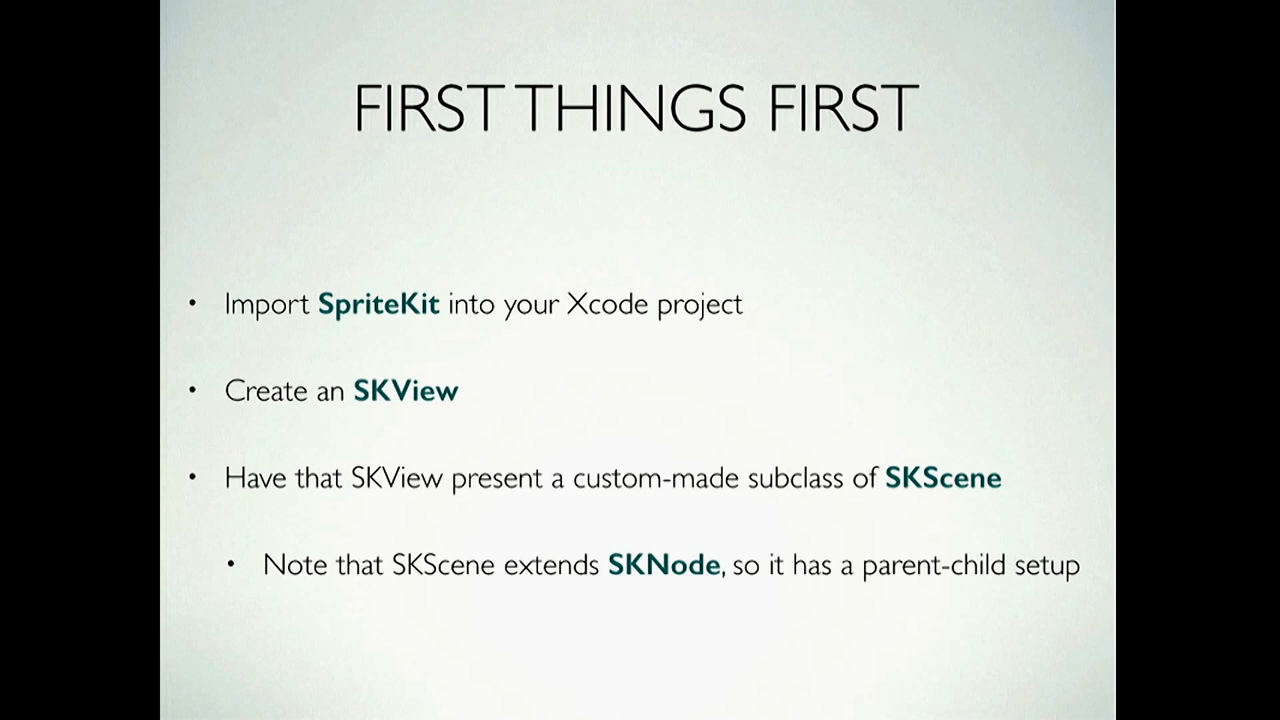 FIRST THINGS FIRST
• Import SpriteKit into your Xcode project
• Create an SKView
• Have that SKView present a custom-made subclass of SKScene
• Note that SKScene extends SKNode, so it has a parent-child setup